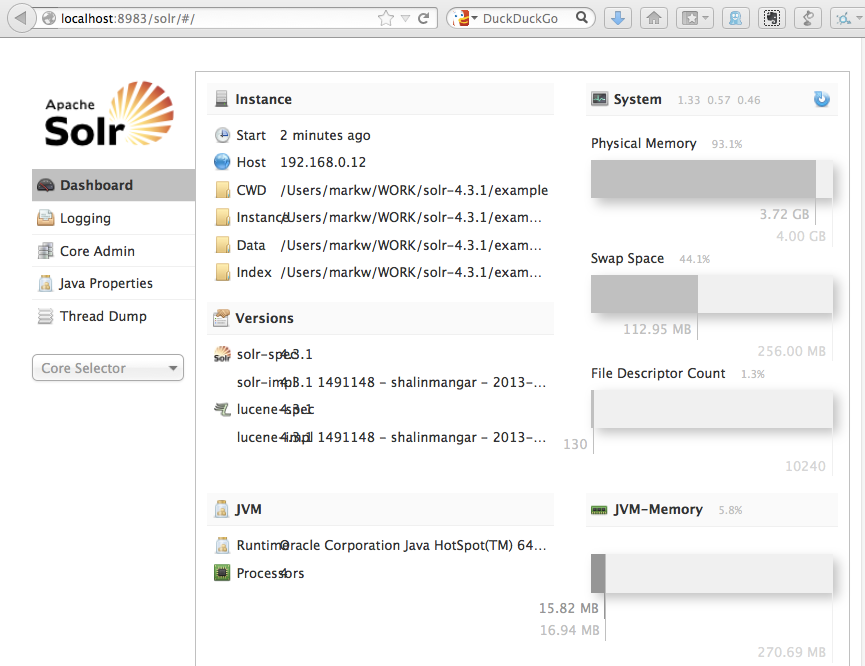 localhost:8983/solr/#/
DuckDuckGo
Apache
Solr
Dashboard
Logging
Core Admin
Java Properties
Thread Dump
Core Selector
Instance
Start 2 minutes ago
Host 192.168.0.12
CWD /Users/markw/WORK/solr-4.3.1/example
Instance /Users/markw/WORK/solr-4.3.1/exam...
Data /Users/markw/WORK/solr-4.3.1/exam...
Index /Users/markw/WORK/solr-4.3.1/exam...
Versions
solr-spec 4.3.1
solr-impl 4.3.1 1491148 - shalinmangar - 2013-...
lucene-spec 4.3.1
lucene-impl 4.3.1 1491148 - shalinmangar - 2013-...
JVM
Runtime Oracle Corporation Java HotSpot(TM) 64...
Processors 4
System 1.33 0.57 0.46
Physical Memory 93.1%
3.72 GB
4.00 GB
Swap Space 44.1%
112.95 MB
256.00 MB
File Descriptor Count 1.3%
130
10240
JVM-Memory 5.8%
15.82 MB
16.94 MB
270.69 MB